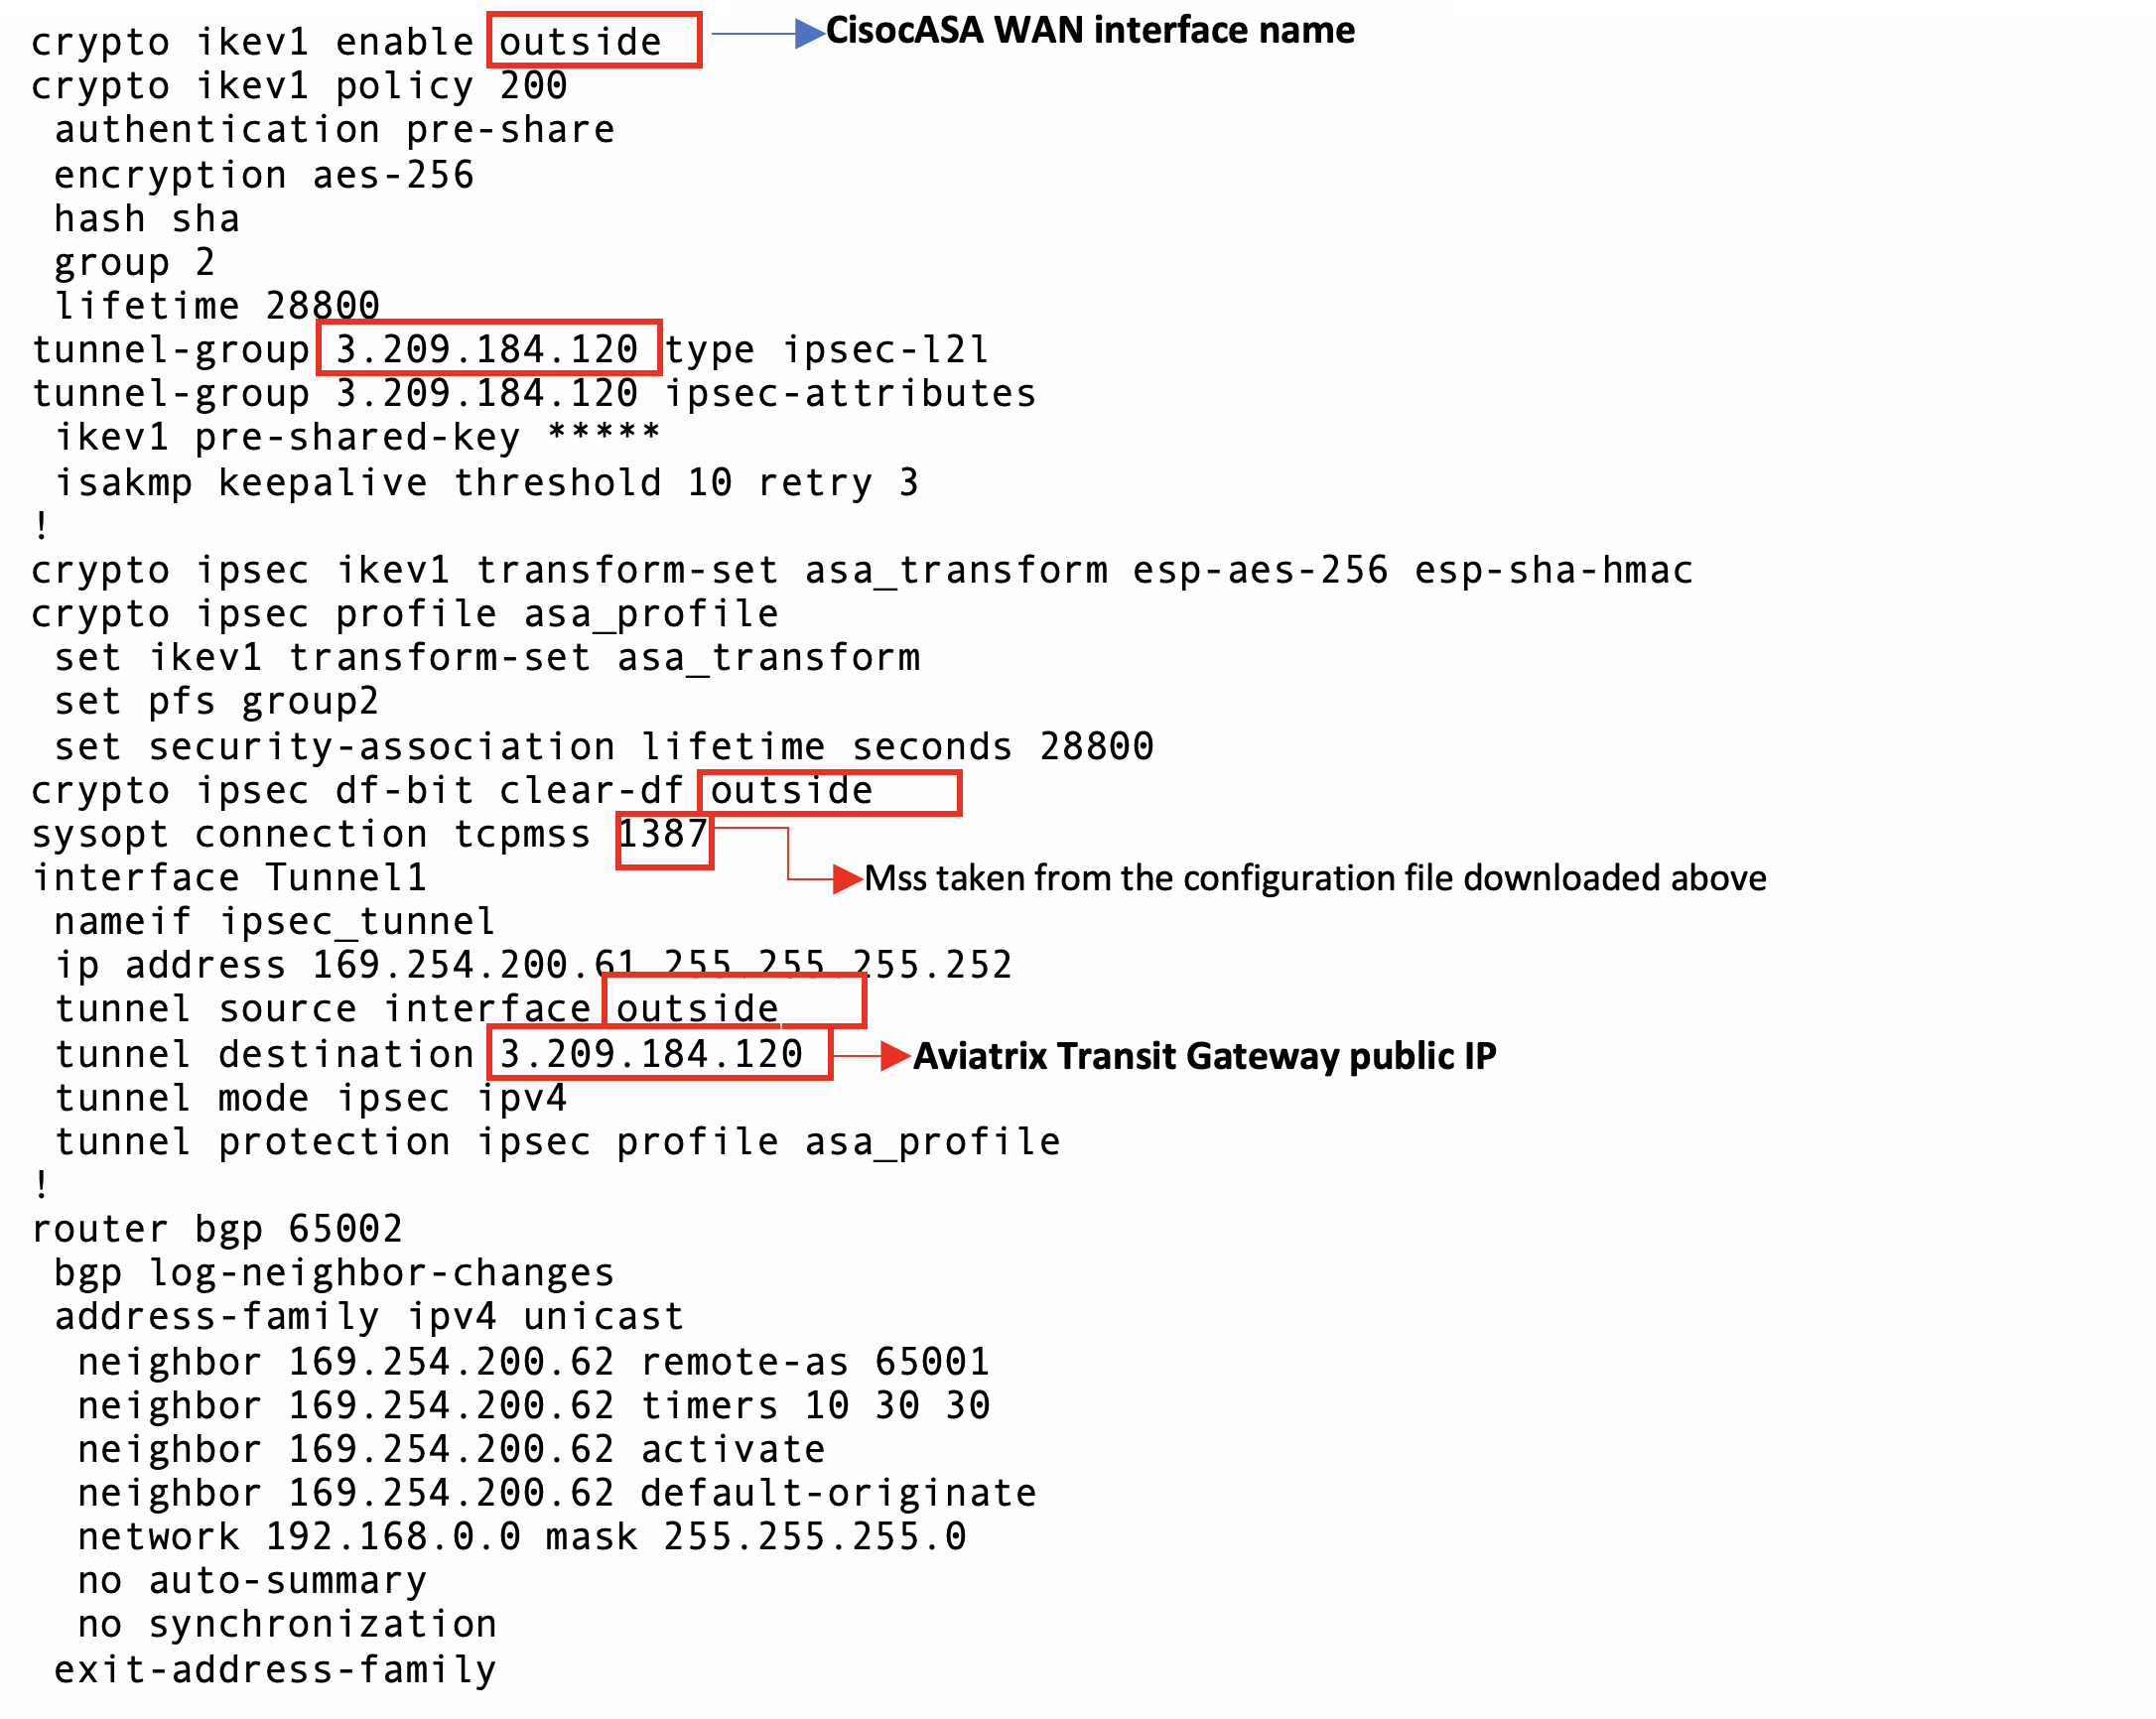 crypto ikev1 enable outside CisocASA WAN interface name
crypto ikev1 policy 200
authentication pre-share
encryption aes-256
hash sha
group 2
lifetime 28800
tunnel-group 3.209.184.120 type ipsec-l2l
tunnel-group 3.209.184.120 ipsec-attributes
ikev1 pre-shared-key *****
isakmp keepalive threshold 10 retry 3
!
crypto ipsec ikev1 transform-set asa_transform esp-aes-256 esp-sha-hmac
crypto ipsec profile asa_profile
set ikev1 transform-set asa_transform
set pfs group2
set security-association lifetime seconds 28800
crypto ipsec df-bit clear-df outside
sysopt connection tcpmss 1387
interface Tunnel1
Mss taken from the configuration file downloaded above
nameif ipsec_tunnel
ip address 169.254.200.61 255.255.255.252
tunnel source interface outside
tunnel destination 3.209.184.120 Aviatrix Transit Gateway public IP
tunnel mode ipsec ipv4
tunnel protection ipsec profile asa_profile
!
router bgp 65002
bgp log-neighbor-changes
address-family ipv4 unicast
neighbor 169.254.200.62 remote-as 65001
neighbor 169.254.200.62 timers 10 30 30
neighbor 169.254.200.62 activate
neighbor 169.254.200.62 default-originate
network 192.168.0.0 mask 255.255.255.0
no auto-summary
no synchronization
exit-address-family